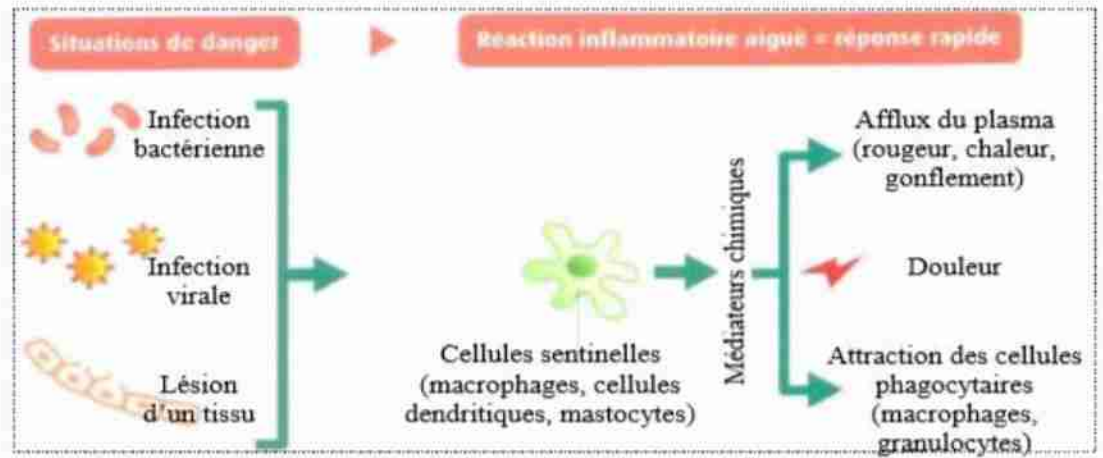 Situations de danger
Réaction inflammatoire aiguë = réponse rapide
Infection
bactérienne
Infection
virale
Lésion
d'un tissu
Cellules sentinelles
(macrophages, cellules
dendritiques, mastocytes)
Médiateurs chimiques
Afflux du plasma
(rougeur, chaleur,
gonflement)
Douleur
Attraction des cellules
phagocytaires
(macrophages,
granulocytes)